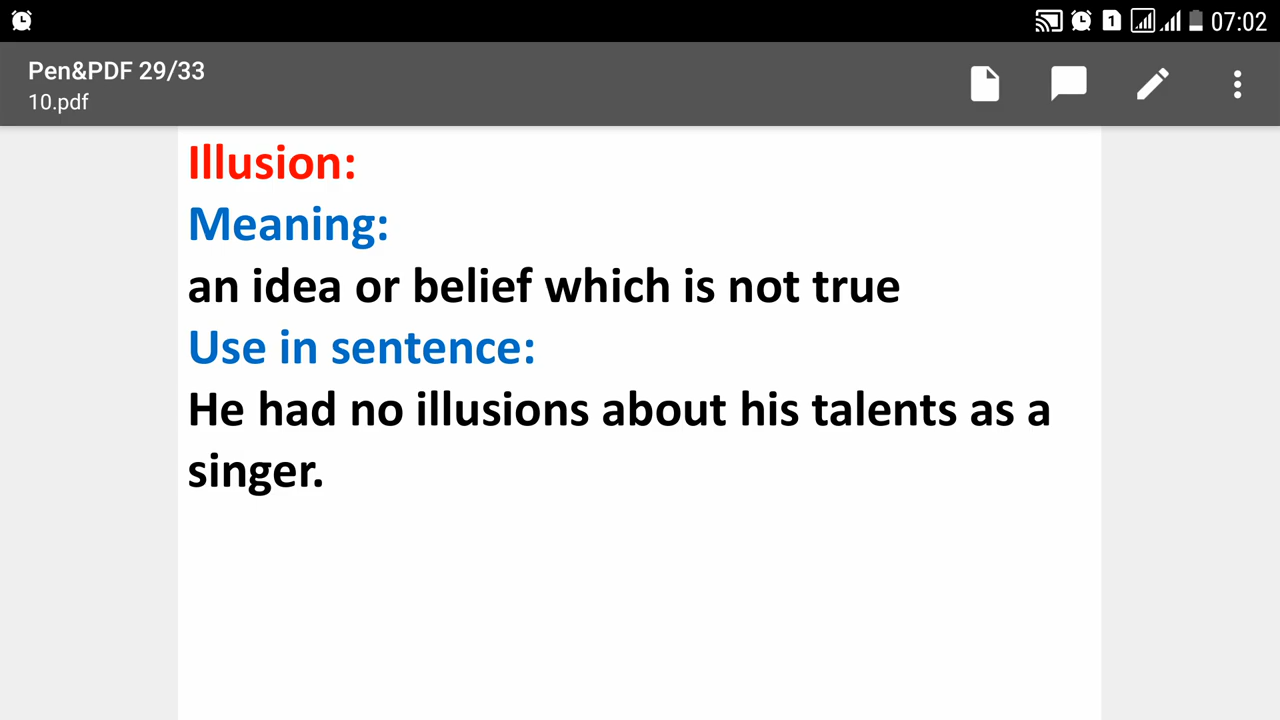 1 07:02
Pen&PDF 29/33
10.pdf
Illusion:
Meaning:
an idea or belief which is not true
Use in sentence:
He had no illusions about his talents as a
singer.